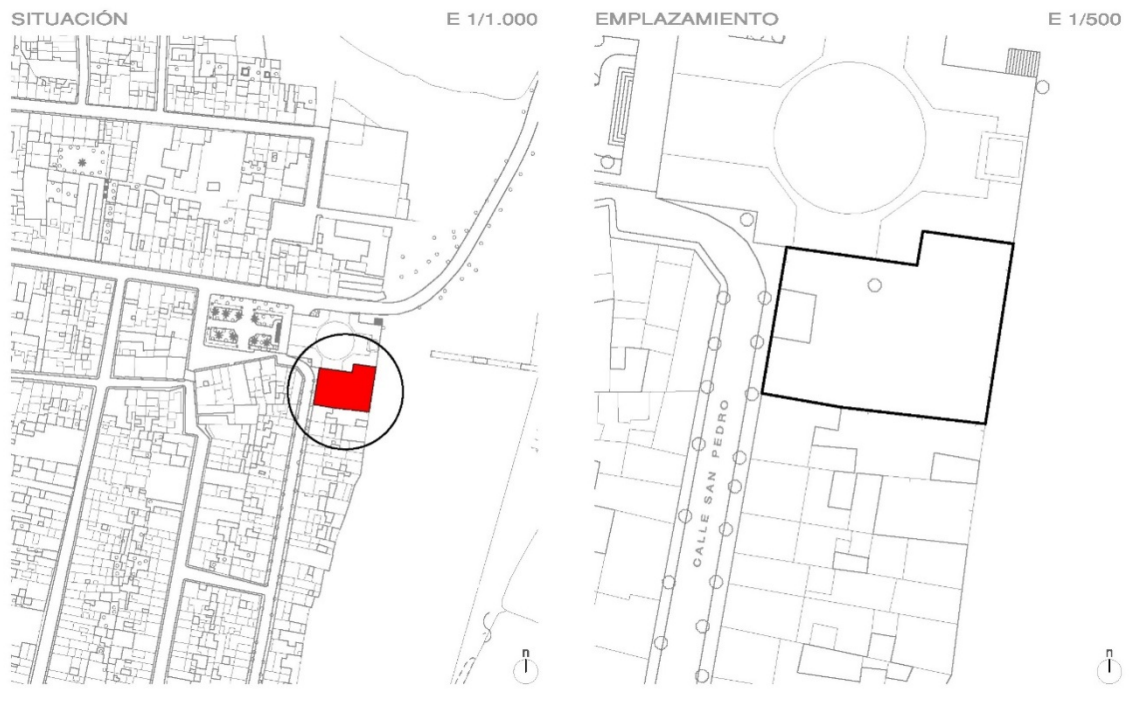 SITUACIÓN
E 1/1.000
EMPLAZAMIENTO
E 1/500
CALLE SAN PEDRO
n
n